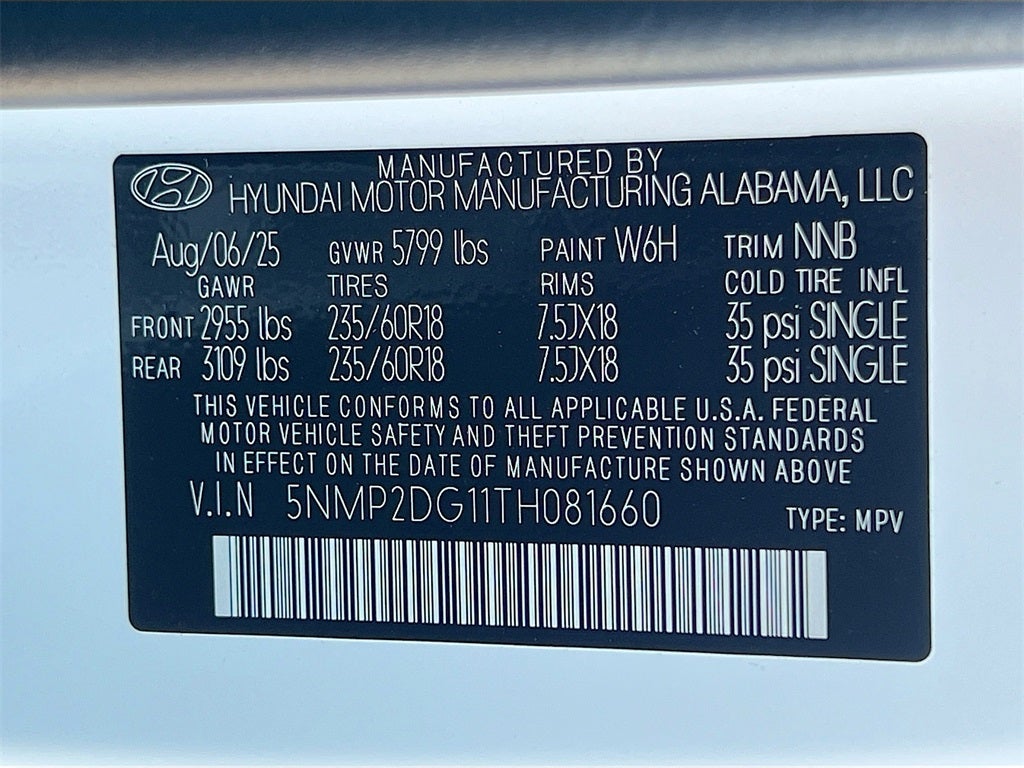 MANUFACTURED BY
HYUNDAI MOTOR MANUFACTURING ALABAMA, LLC
Aug/06/25 GVWR 5799 lbs PAINT W6H TRIM NNB
GAWR TIRES RIMS COLD TIRE INFL
FRONT 2955 lbs 235/60R18 7.5JX18 35 psi SINGLE
REAR 3109 lbs 235/60R18 7.5JX18 35 psi SINGLE
THIS VEHICLE CONFORMS TO ALL APPLICABLE U.S.A. FEDERAL
MOTOR VEHICLE SAFETY AND THEFT PREVENTION STANDARDS
IN EFFECT ON THE DATE OF MANUFACTURE SHOWN ABOVE
V.I.N 5NMP2DG11TH081660 TYPE: MPV